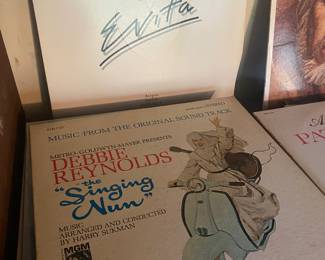 Evita
MUSIC FROM THE ORIGINAL SOUND TRACK
METRO-GOLDWYN-MAYER PRESENTS
DEBBIE
REYNOLDS
"the
Singing
Nun"
MUSIC
ARRANGED AND CONDUCTED
BY HARRY SUKMAN
MGM
A
PA